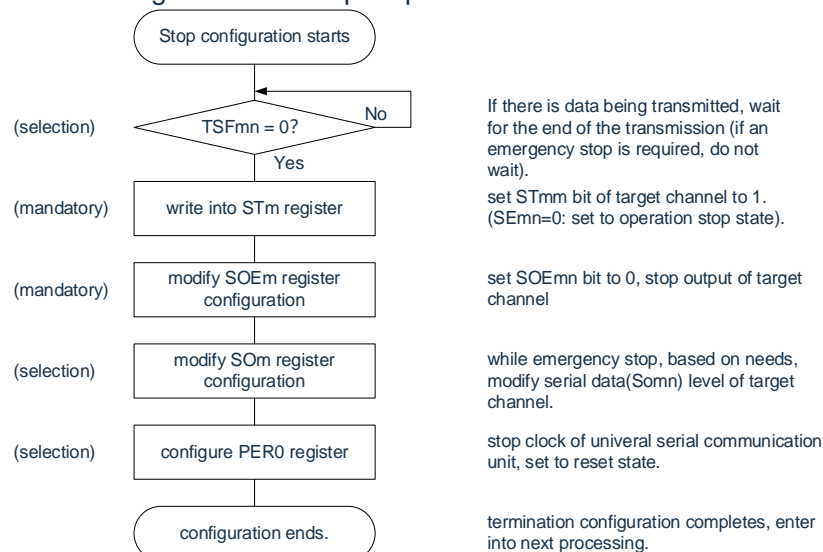 Stop configuration starts
(selection)
TSFmn = 0?
No
Yes
If there is data being transmitted, wait
for the end of the transmission (if an
emergency stop is required, do not
wait).
(mandatory)
write into STm register
set STmm bit of target channel to 1.
(SEmn=0: set to operation stop state).
(mandatory)
modify SOEm register
configuration
set SOEmn bit to 0, stop output of target
channel
(selection)
modify SOm register
configuration
while emergency stop, based on needs,
modify serial data(Somn) level of target
channel.
(selection)
configure PER0 register
stop clock of univeral serial communication
unit, set to reset state.
configuration ends.
termination configuration completes, enter
into next processing.